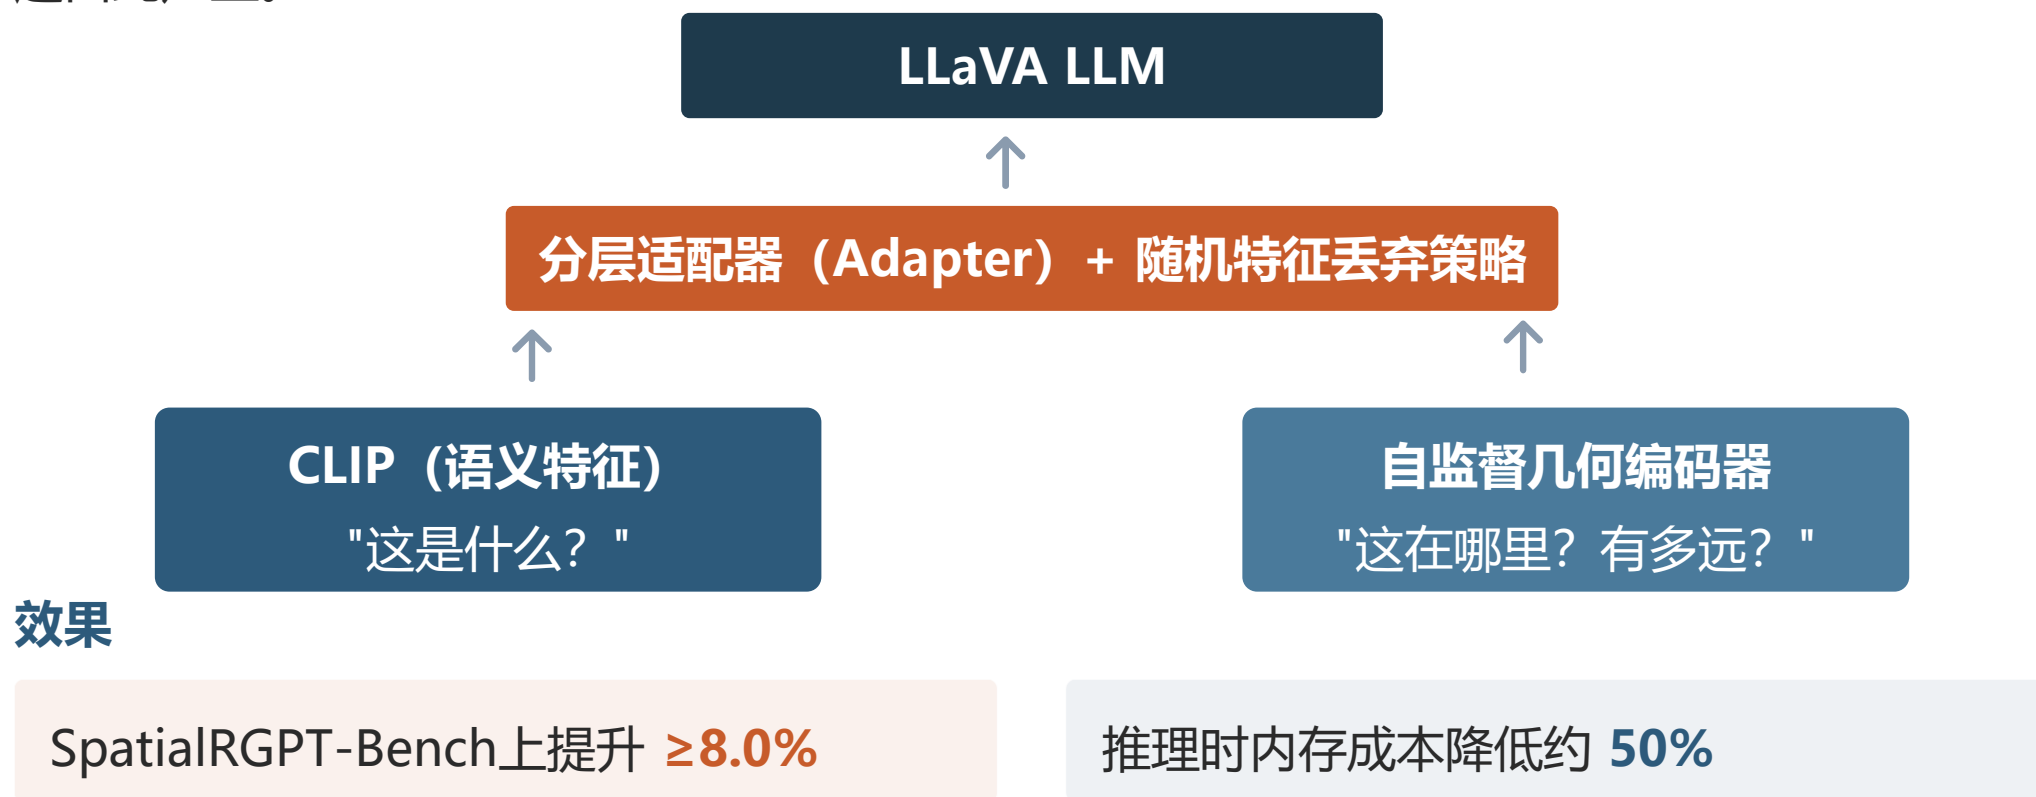 LLaVA LLM
分层适配器（Adapter）+ 随机特征丢弃策略
CLIP（语义特征）
"这是什么？"
自监督几何编码器
"这在哪里？有多远？"
效果
SpatialRGPT-Bench上提升 ≥8.0%
推理时内存成本降低约 50%